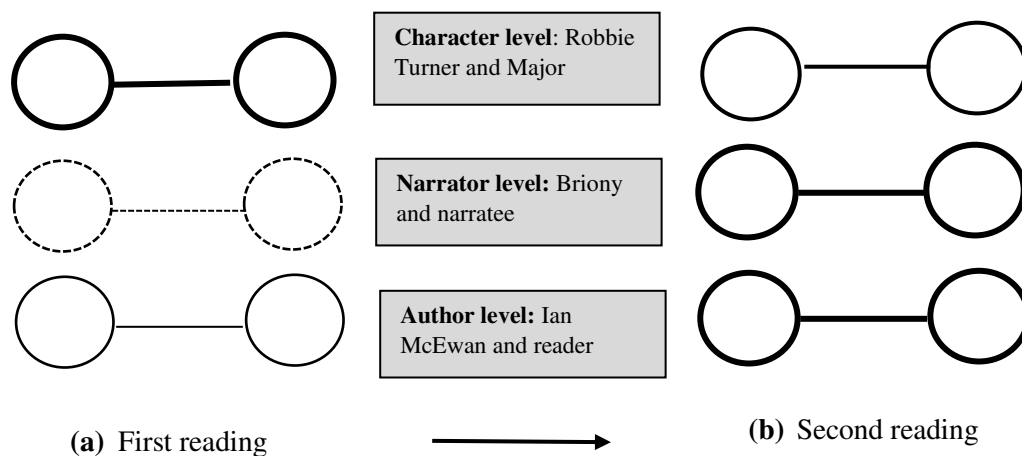 Character level: Robbie
Turner and Major
Narrator level: Briony
and narratee
Author level: Ian
McEwan and reader
(a) First reading
(b) Second reading